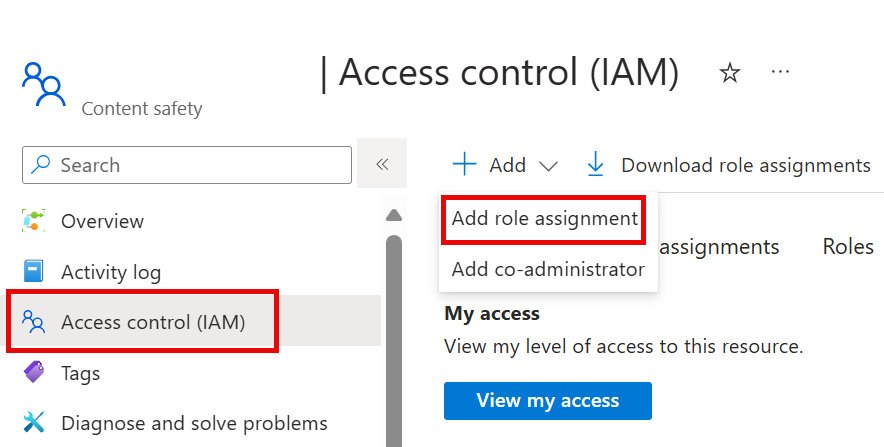 | Access control (IAM)
Content safety
Search
Add
Download role assignments
Overview
Activity log
Access control (IAM)
Tags
Diagnose and solve problems
Add role assignment
Add co-administrator
assignments
Roles
My access
View my level of access to this resource.
View my access